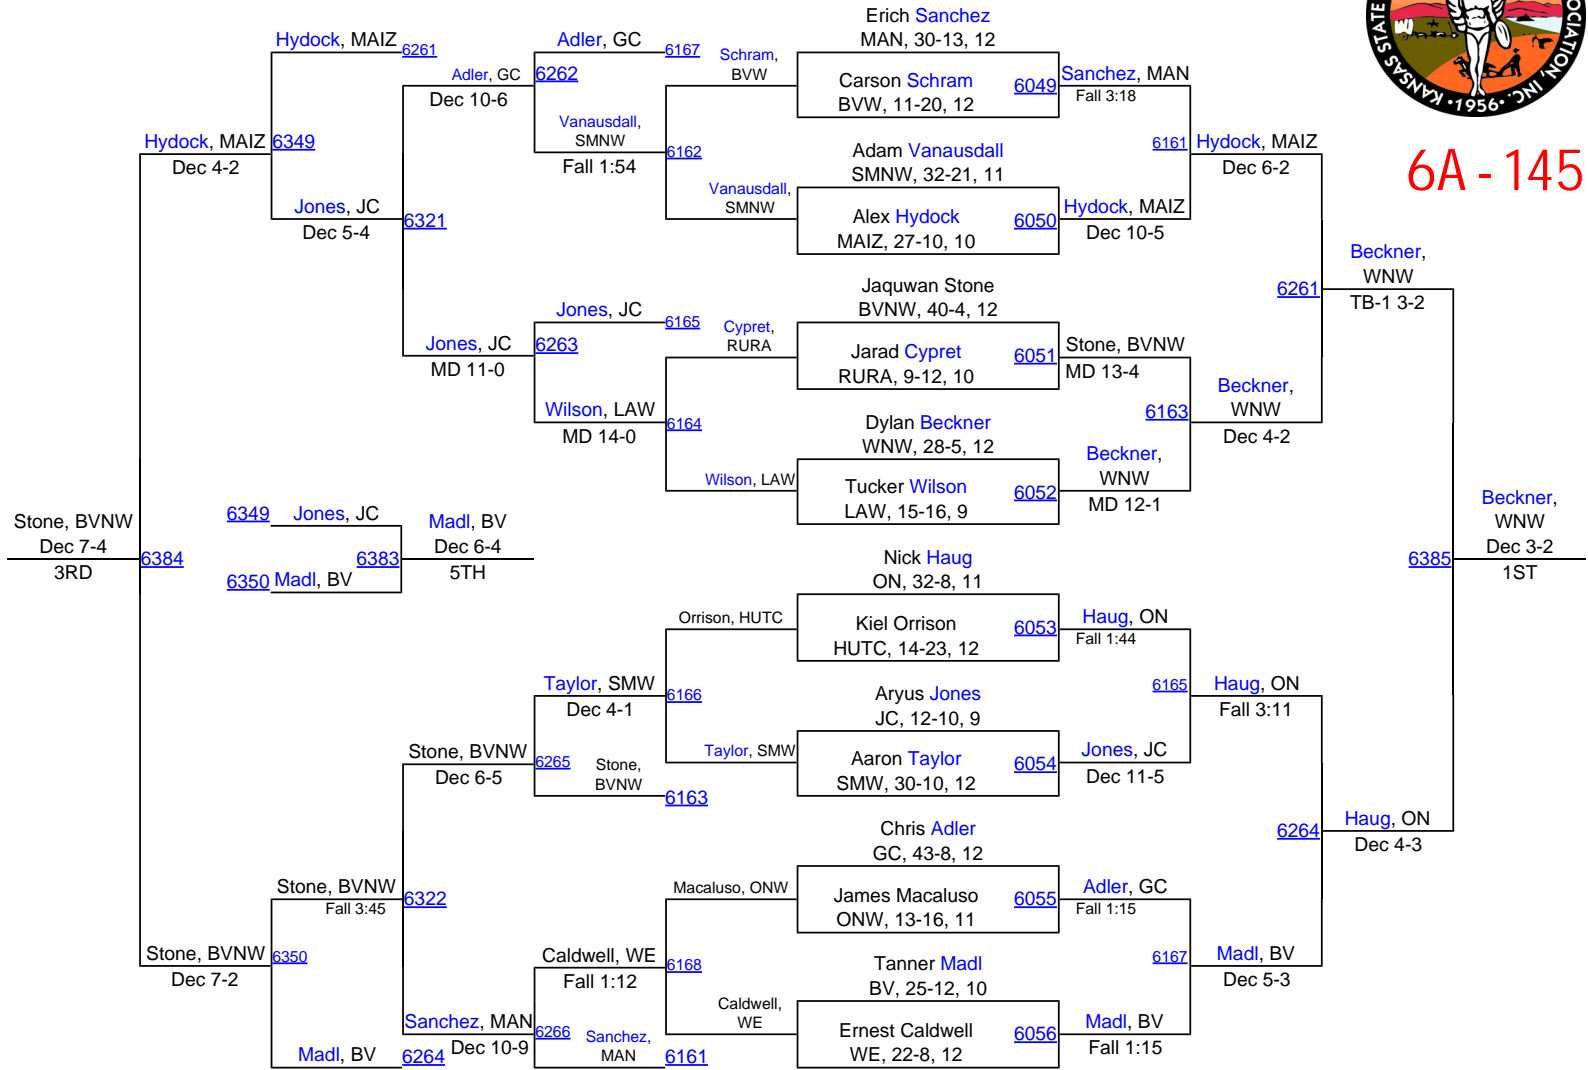 KANSAS STATE
OCIATION, INC.
•1956•
6A - 145
Erich Sanchez
MAN, 30-13, 12
Carson Schram
BVW, 11-20, 12
6049
Sanchez, MAN
Fall 3:18
Adam Vanausdall
SMNW, 32-21, 11
Alex Hydock
MAIZ, 27-10, 10
6050
Hydock, MAIZ
Dec 10-5
6161
Hydock, MAIZ
Dec 6-2
Jaquwan Stone
BVNW, 40-4, 12
Jarad Cypret
RURA, 9-12, 10
6051
Stone, BVNW
MD 13-4
Dylan Beckner
WNW, 28-5, 12
Tucker Wilson
LAW, 15-16, 9
6052
Beckner,
WNW
MD 12-1
6163
Beckner,
WNW
Dec 4-2
6261
Beckner,
WNW
TB-1 3-2
Nick Haug
ON, 32-8, 11
Kiel Orrison
HUTC, 14-23, 12
6053
Haug, ON
Fall 1:44
Aryus Jones
JC, 12-10, 9
Aaron Taylor
SMW, 30-10, 12
6054
Jones, JC
Dec 11-5
6165
Haug, ON
Fall 3:11
Chris Adler
GC, 43-8, 12
James Macaluso
ONW, 13-16, 11
6055
Adler, GC
Fall 1:15
Tanner Madl
BV, 25-12, 10
Ernest Caldwell
WE, 22-8, 12
6056
Madl, BV
Fall 1:15
6167
Madl, BV
Dec 5-3
6264
Haug, ON
Dec 4-3
6385
Beckner,
WNW
Dec 3-2
1ST
Schram,
BVW
Vanausdall,
SMNW
6162
Vanausdall,
SMNW
Fall 1:54
Adler, GC
6167
6262
Adler, GC
Dec 10-6
Cypret,
RURA
Wilson, LAW
6164
Wilson, LAW
MD 14-0
Jones, JC
6165
6263
Jones, JC
MD 11-0
6321
Jones, JC
Dec 5-4
Hydock, MAIZ
6261
6349
Hydock, MAIZ
Dec 4-2
Orrison, HUTC
Taylor, SMW
6166
Taylor, SMW
Dec 4-1
Stone,
BVNW
6163
6265
Stone, BVNW
Dec 6-5
Macaluso, ONW
Caldwell,
WE
6168
Caldwell, WE
Fall 1:12
Sanchez,
MAN
6161
6266
Sanchez, MAN
Dec 10-9
6322
Stone, BVNW
Fall 3:45
Madl, BV
6264
6350
Stone, BVNW
Dec 7-2
6384
Stone, BVNW
Dec 7-4
3RD
6349
Jones, JC
6350
Madl, BV
6383
Madl, BV
Dec 6-4
5TH